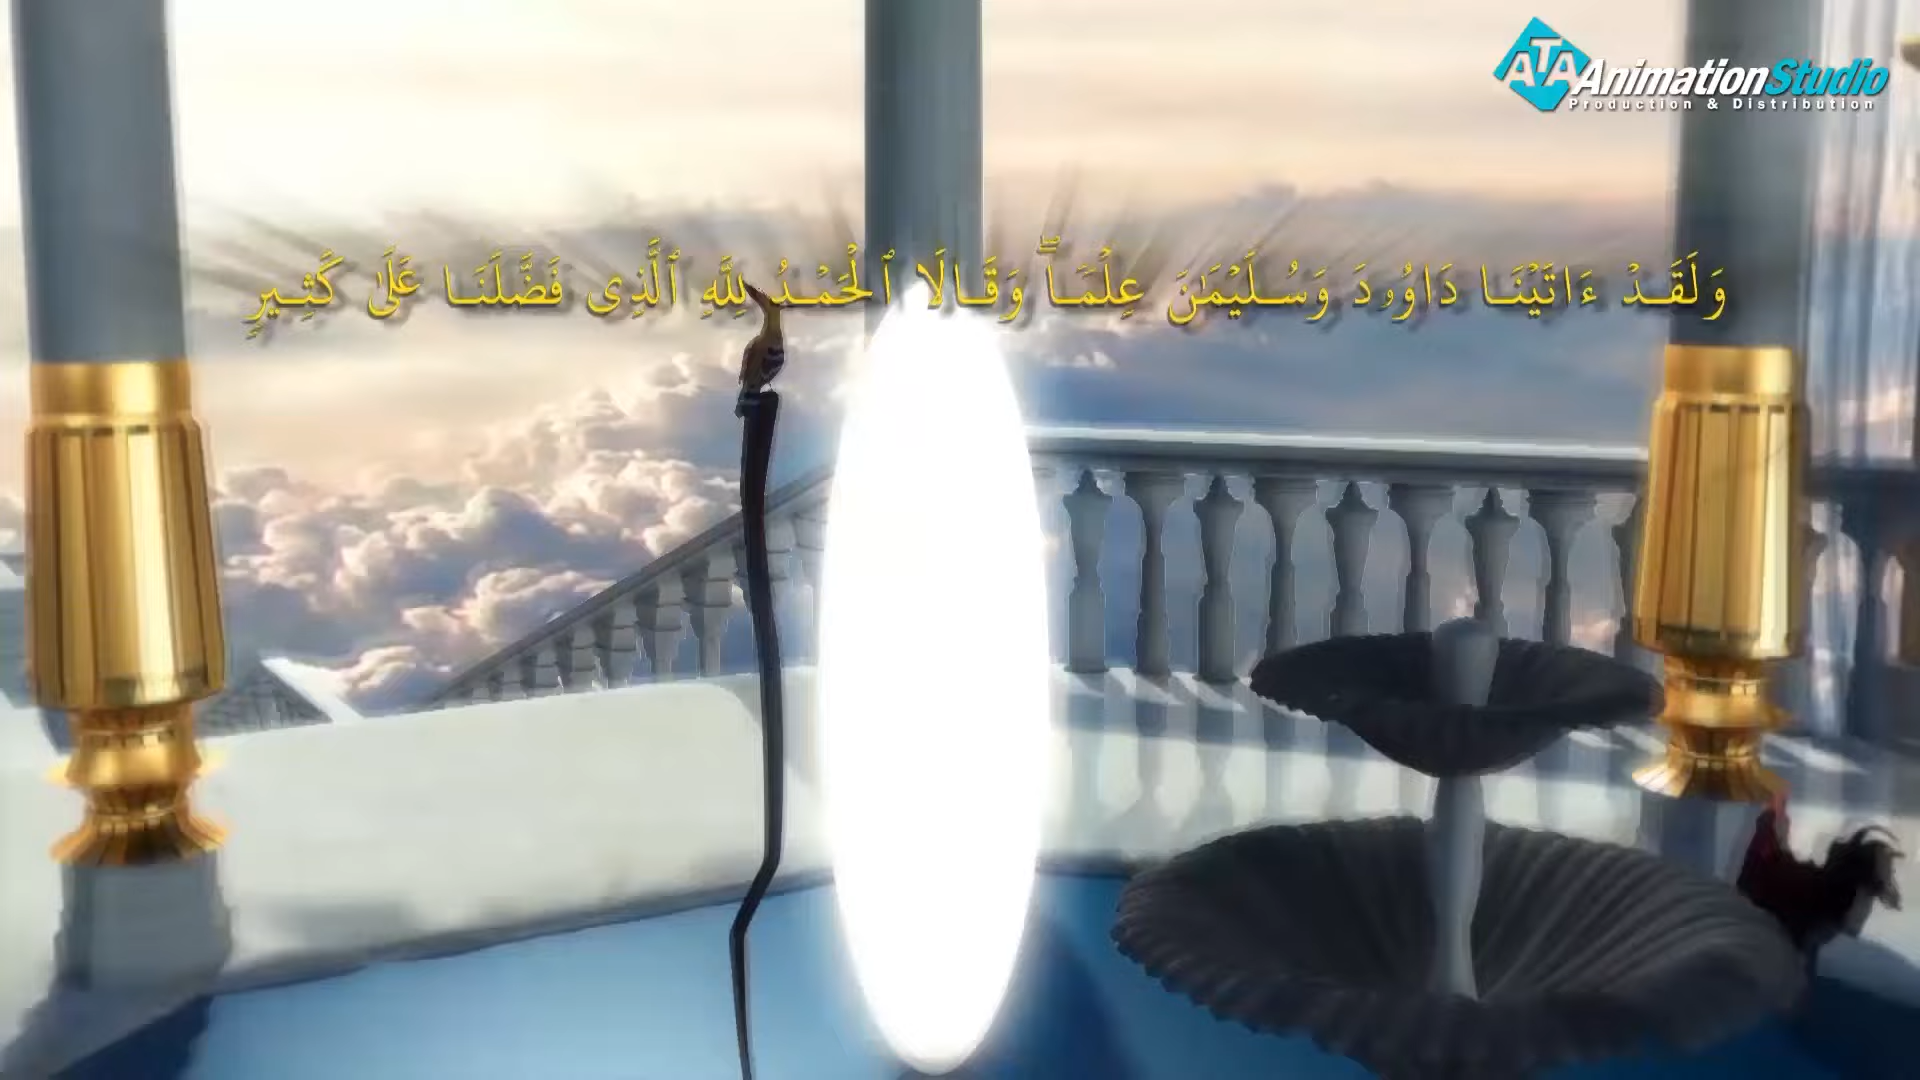 ATA AnimationStudio
Production & Distribution
وَلَقَدْ ءَاتَيْنَا دَاوُۥدَ وَسُلَيْمَٰنَ عِلْمًاۖ وَقَالَا ٱلْحَمْدُ لِلَّهِ ٱلَّذِى فَضَّلَنَا عَلَىٰ كَثِيرٍ